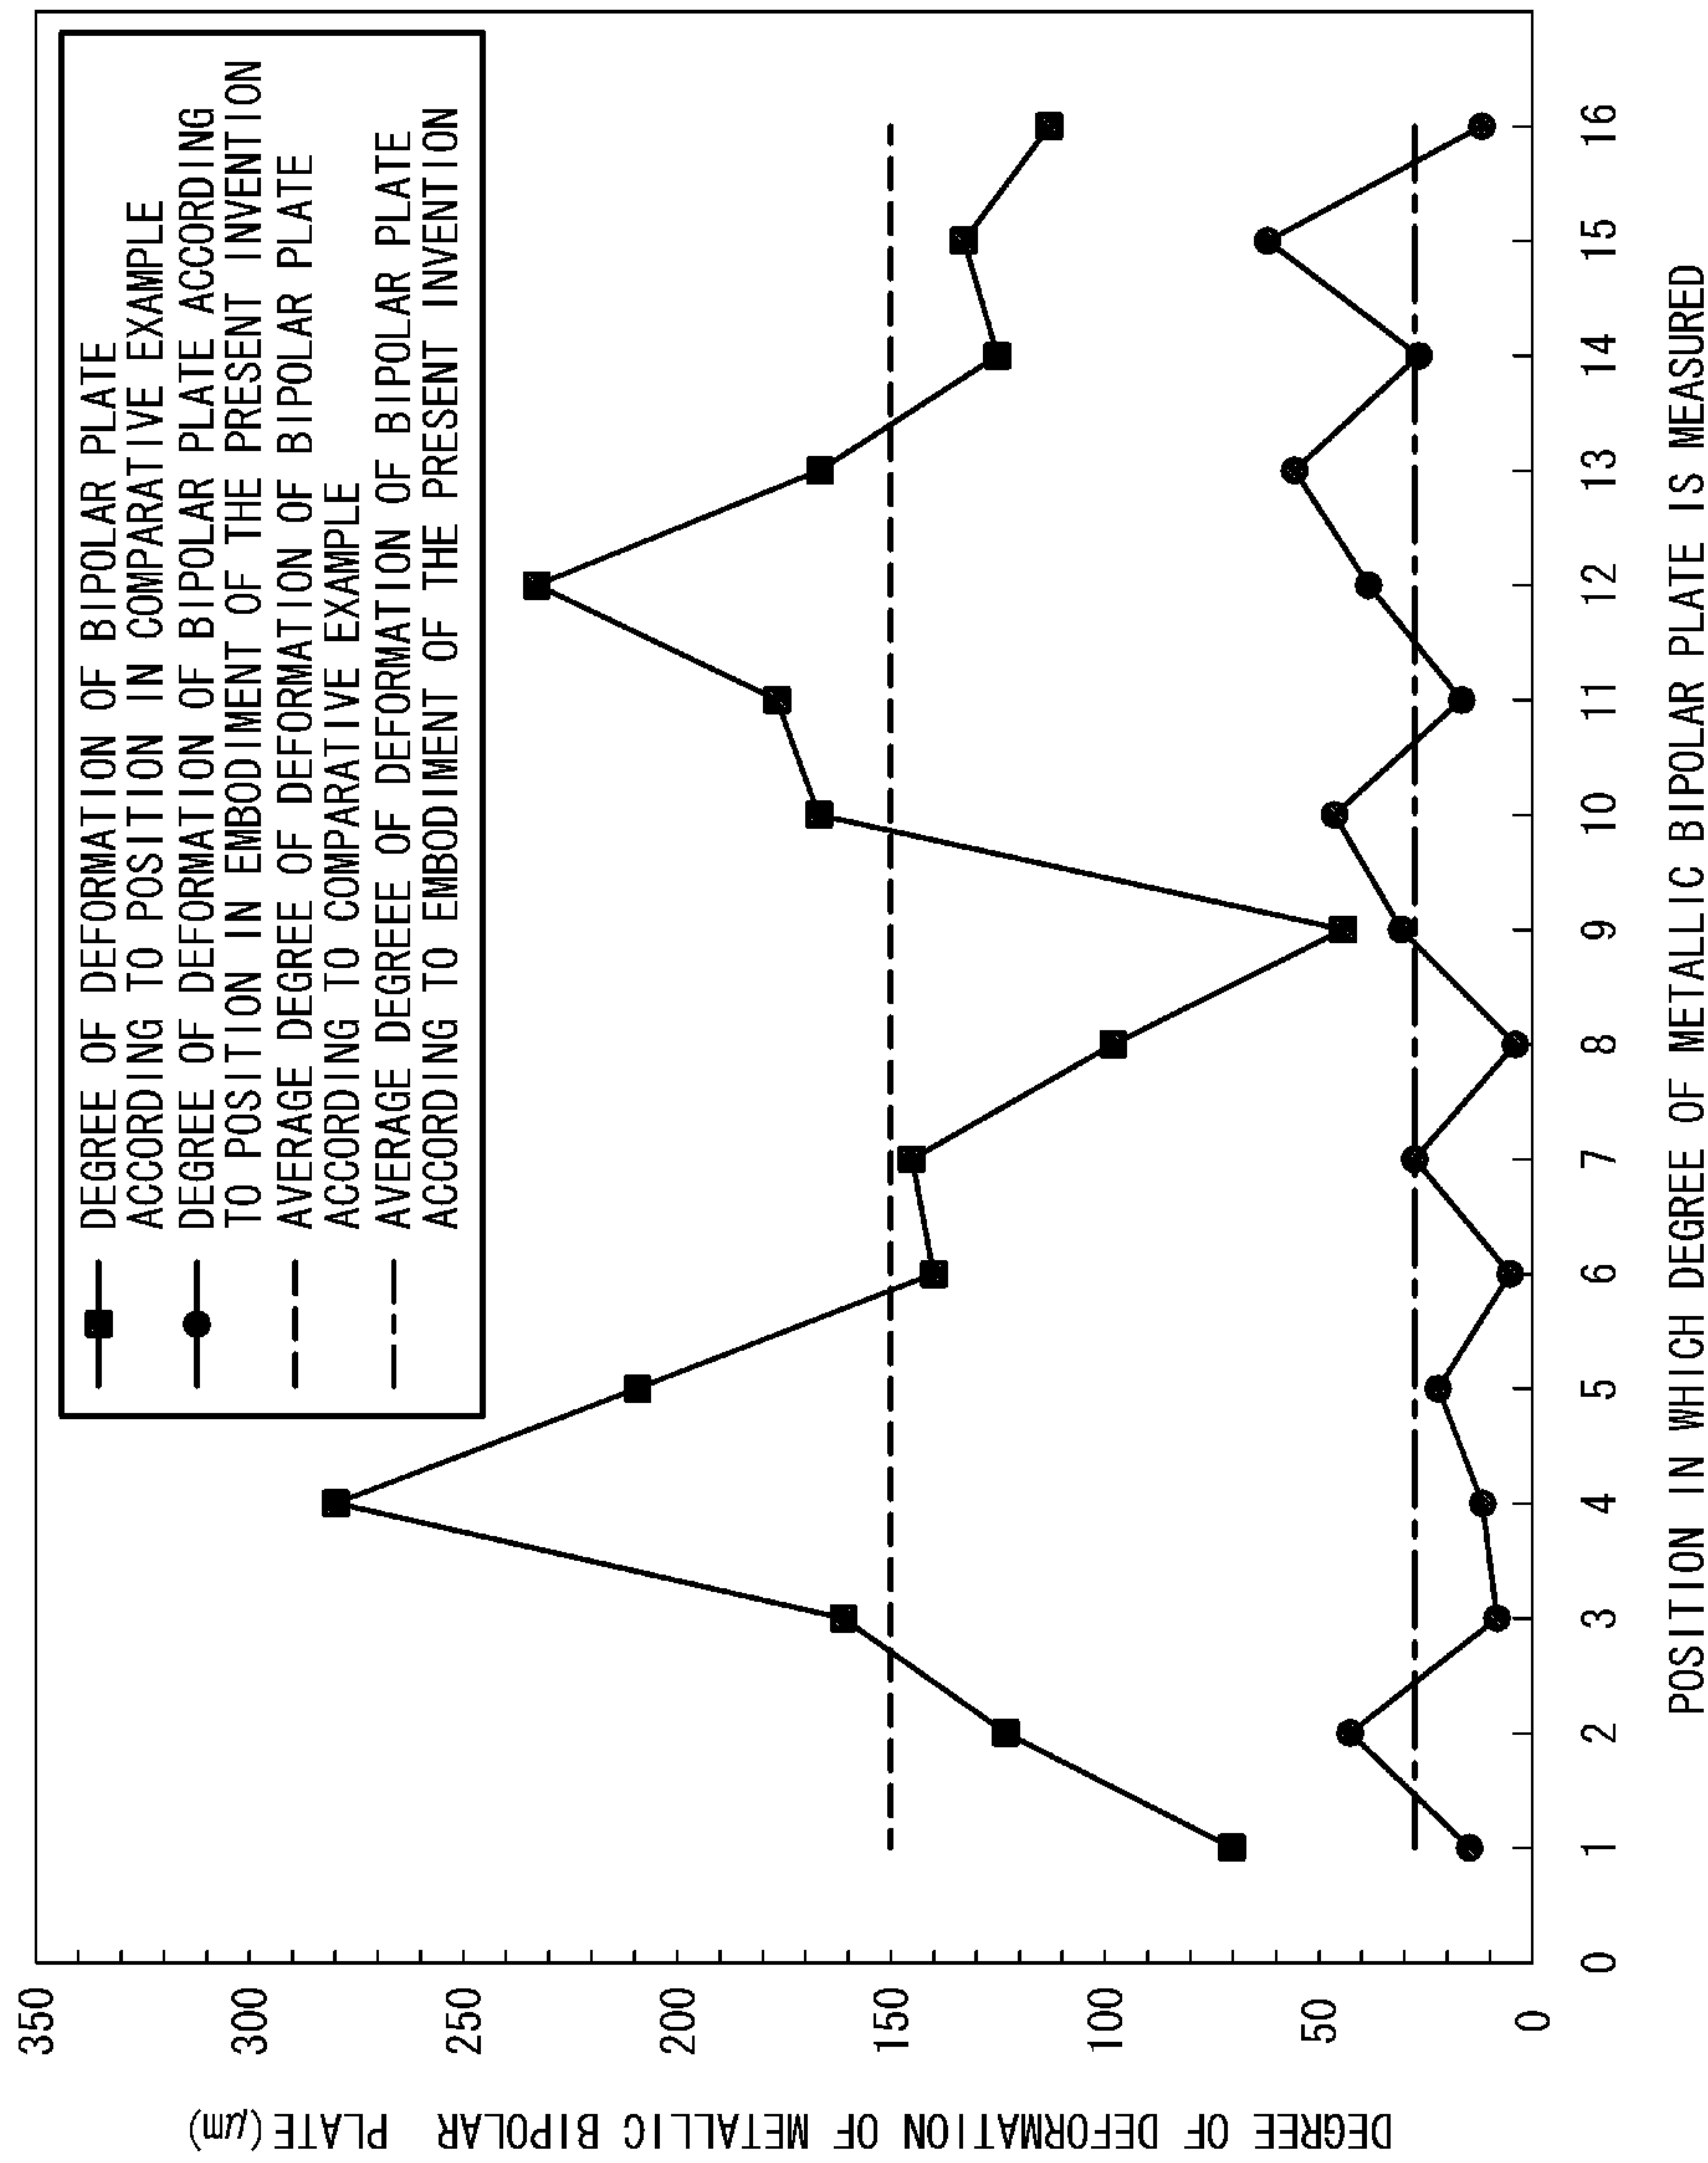 DEGREE OF DEFORMATION OF BIPOLAR PLATE
ACCORDING TO POSITION IN COMPARATIVE EXAMPLE
DEGREE OF DEFORMATION OF BIPOLAR PLATE ACCORDING
TO POSITION IN EMBODIMENT OF THE PRESENT INVENTION
AVERAGE DEGREE OF DEFORMATION OF BIPOLAR PLATE
ACCORDING TO COMPARATIVE EXAMPLE
AVERAGE DEGREEE OF DEFORMATION OF BIPOLAR PLATE
ACCORDING TO EMBODIMENT OF THE PRESENT INVENTION
DEGREE OF DEFORMATION OF METALLIC BIPOLAR PLATE (μm)
350
300
250
200
150
100
50
0
0 1 2 3 4 5 6 7 8 9 10 11 12 13 14 15 16
POSITION IN WHICH DEGREE OF METALLIC BIPOLAR PLATE IS MEASURED